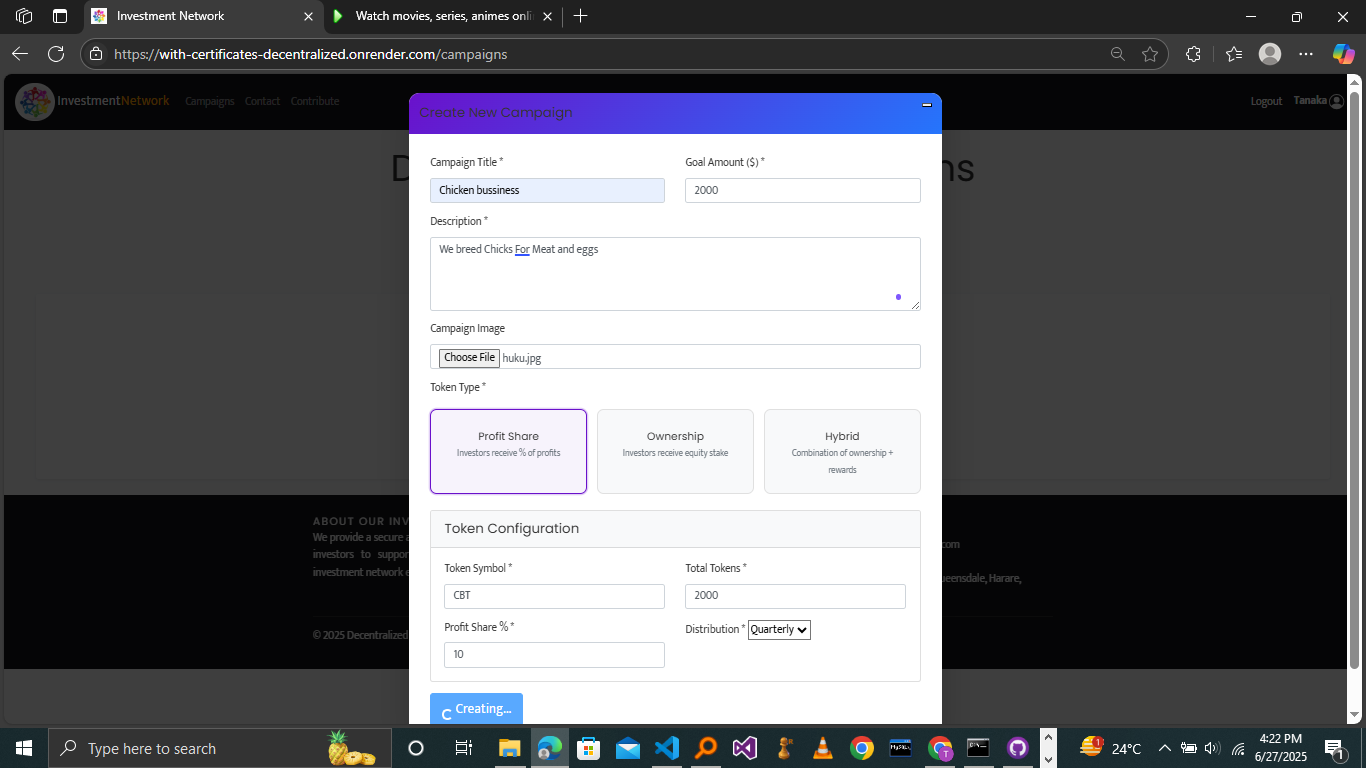 Investment Network
Watch movies, series, animes onli
https://with-certificates-decentralized.onrender.com/campaigns
InvestmentNetwork
Campaigns
Contact
Contribute
Logout
Tanaka
Create New Campaign
Campaign Title *
Goal Amount ($) *
Chicken bussiness
2000
Description *
We breed Chicks For Meat and eggs
Campaign Image
Choose File huku.jpg
Token Type *
Profit Share
Investors receive % of profits
Ownership
Investors receive equity stake
Hybrid
Combination of ownership +
rewards
Token Configuration
Token Symbol *
Total Tokens *
CBT
2000
Profit Share % *
Distribution * Quarterly
10
Creating...
ABOUT OUR INV
We provide a secure a
investors to suppor
investment network e
.com
ueensdale, Harare,
© 2025 Decentralized
Type here to search
24°C
4:22 PM
6/27/2025